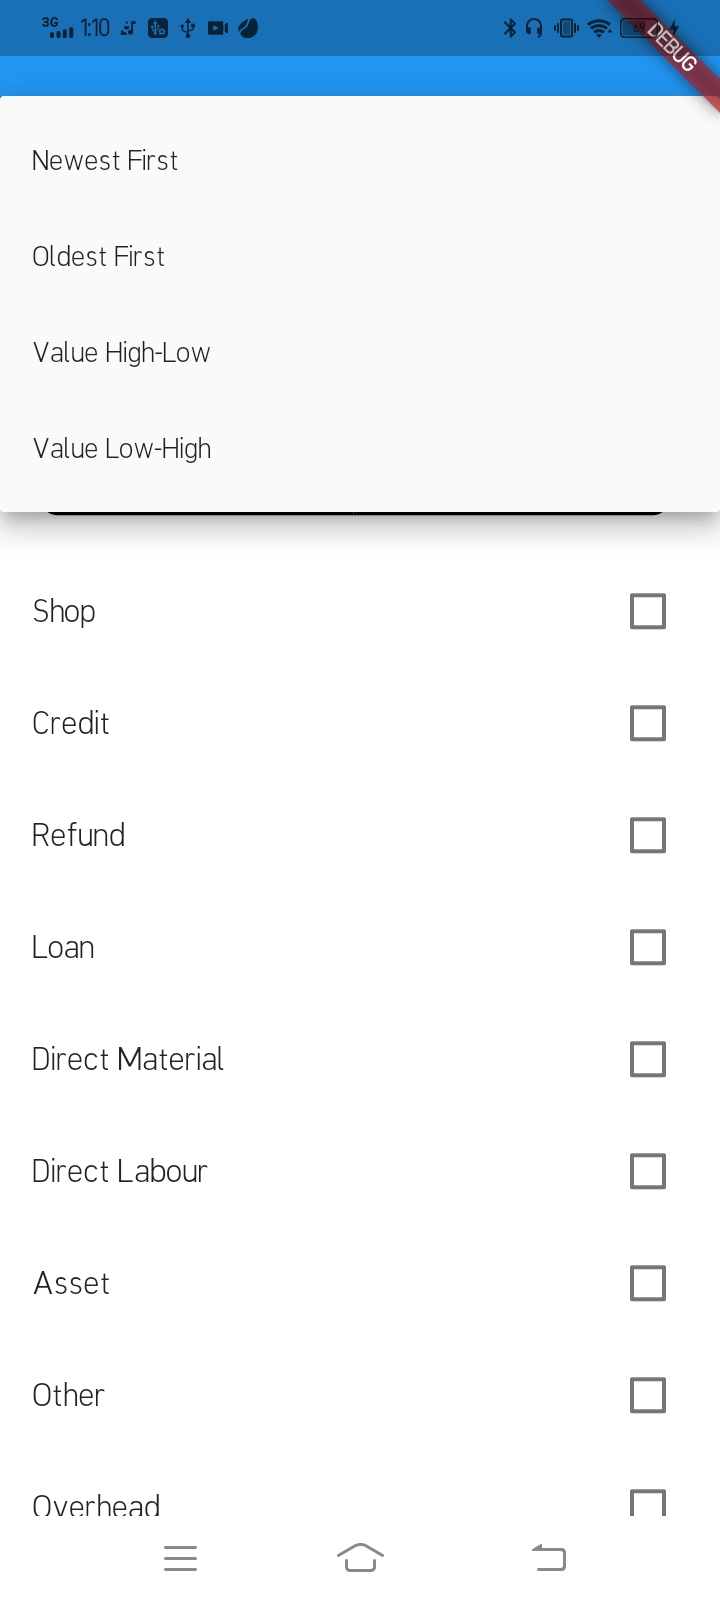 3G 1:10 69 DEBUG
Newest First
Oldest First
Value High-Low
Value Low-High
Shop
Credit
Refund
Loan
Direct Material
Direct Labour
Asset
Other
Overhead